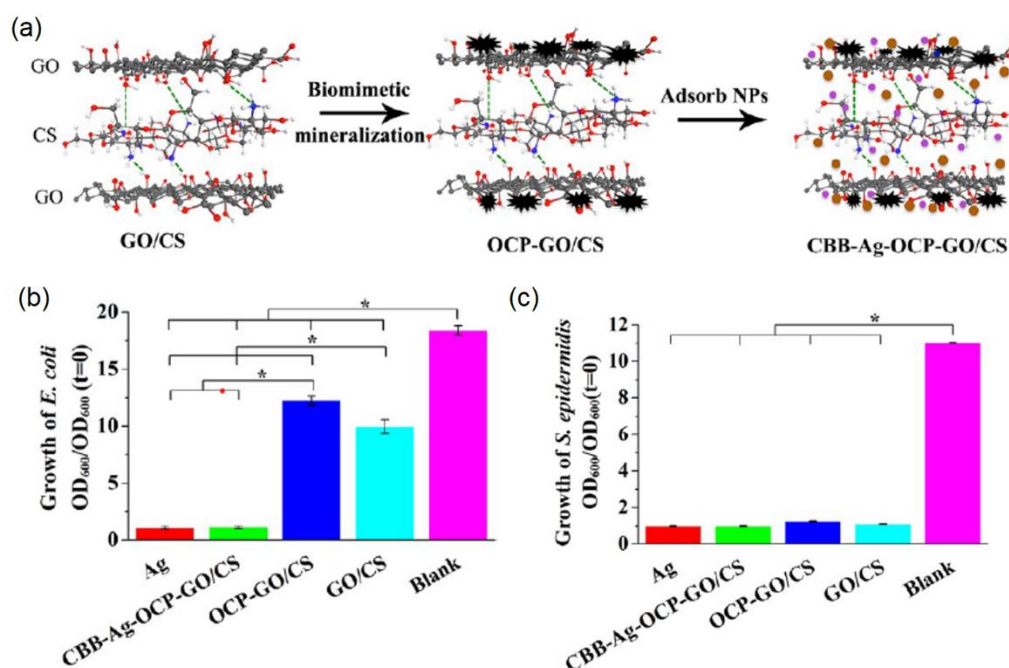 (a)
GO
CS
GO
GO/CS
Biomimetic
mineralization
OCP-GO/CS
Adsorb NPs
CBB-Ag-OCP-GO/CS
(b)
Growth of E. coli
OD600/OD600 (t=0)
20
15
10
5
0
*
*
*
Ag
CBB-Ag-OCP-GO/CS
OCP-GO/CS
GO/CS
Blank
(c)
Growth of S. epidermidis
OD600/OD600(t=0)
12
10
8
6
4
2
0
*
Ag
CBB-Ag-OCP-GO/CS
OCP-GO/CS
GO/CS
Blank